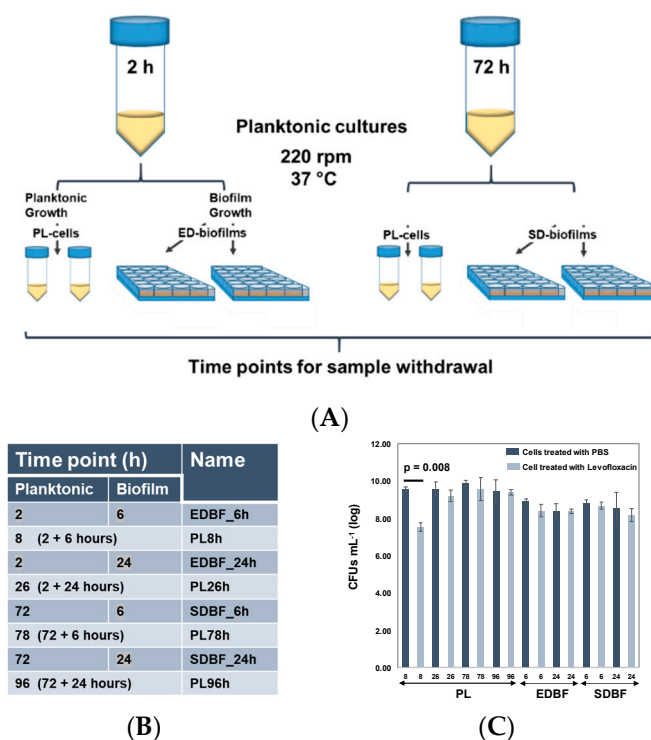 2 h
72 h
Planktonic cultures
220 rpm
37 °C
Planktonic
Growth
Biofilm
Growth
PL-cells
ED-biofilms
PL-cells
SD-biofilms
Time points for sample withdrawal
(A)
Time point (h) Name
Planktonic Biofilm
2 6 EDBF_6h
8 (2 + 6 hours) PL8h
2 24 EDBF_24h
26 (2 + 24 hours) PL26h
72 6 SDBF_6h
78 (72 + 6 hours) PL78h
72 24 SDBF_24h
96 (72 + 24 hours) PL96h
(B)
12.00
10.00
8.00
6.00
4.00
2.00
0.00
CFUs mL⁻¹ (log)
Cells treated with PBS
Cell treated with Levofloxacin
p = 0.008
8 8 26 26 78 78 96 96 6 6 24 24 6 6 24 24
PL EDBF SDBF
(C)